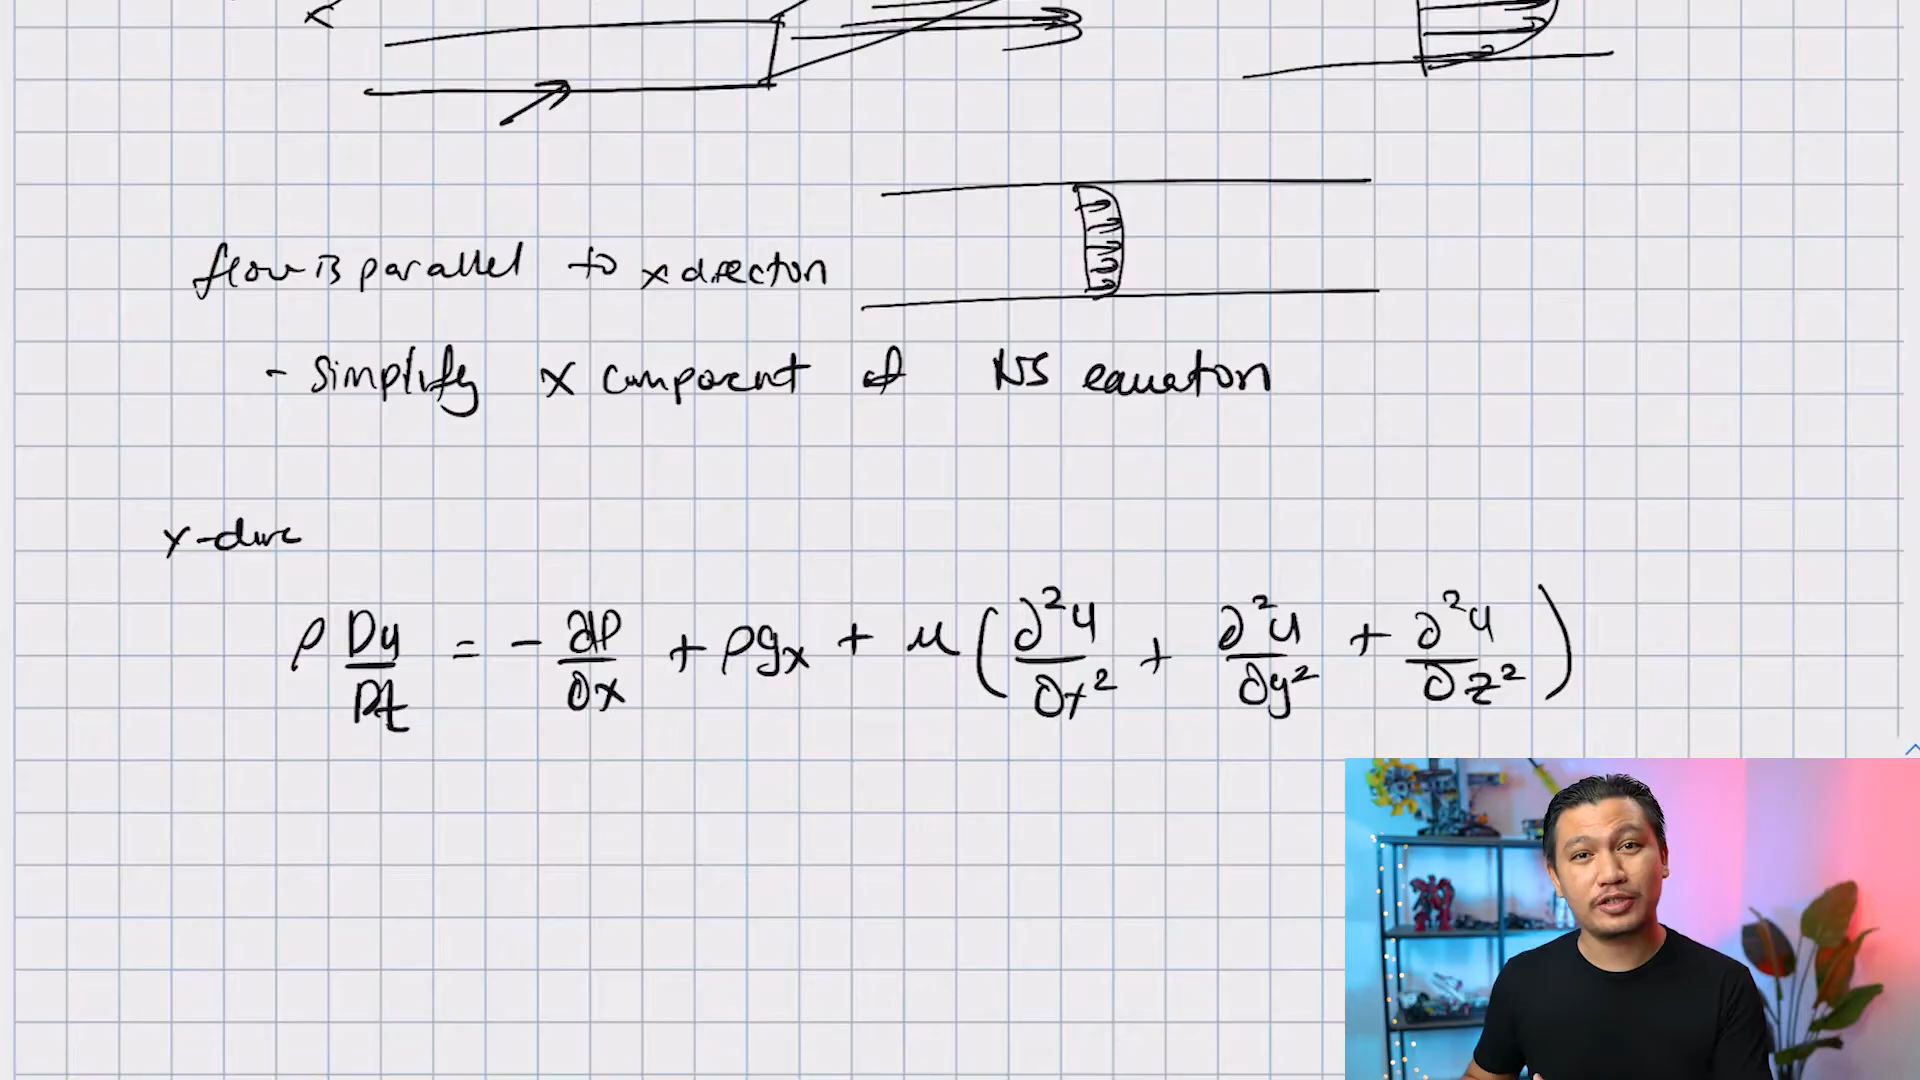 flow is parallel to x direction
- Simplify x component of NS equation
x-dirc
ρ Du/Dt = - ∂P/∂x + ρgx + μ (∂²u/∂x² + ∂²u/∂y² + ∂²u/∂z²)